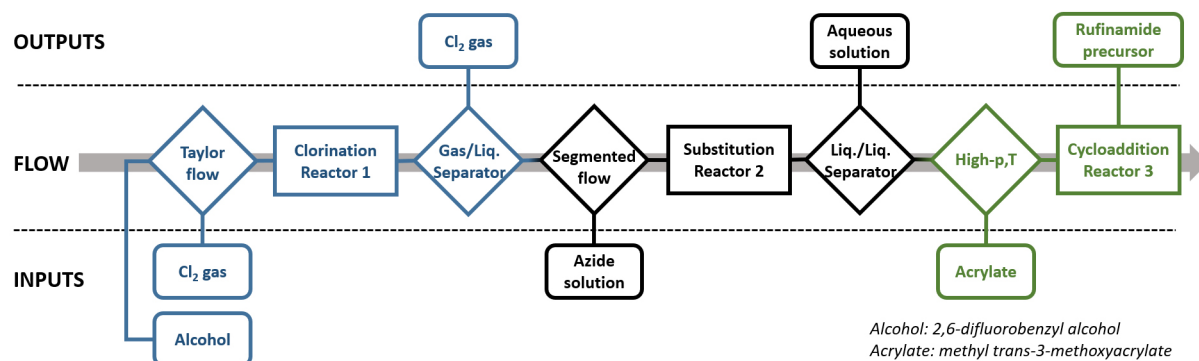 OUTPUTS
Cl₂ gas
Aqueous
solution
Rufinamide
precursor
FLOW
Taylor
flow
Clorination
Reactor 1
Gas/Liq.
Separator
Segmented
flow
Substitution
Reactor 2
Liq./Liq.
Separator
High-p,T
Cycloaddition
Reactor 3
INPUTS
Cl₂ gas
Alcohol
Azide
solution
Acrylate
Alcohol: 2,6-difluorobenzyl alcohol
Acrylate: methyl trans-3-methoxyacrylate